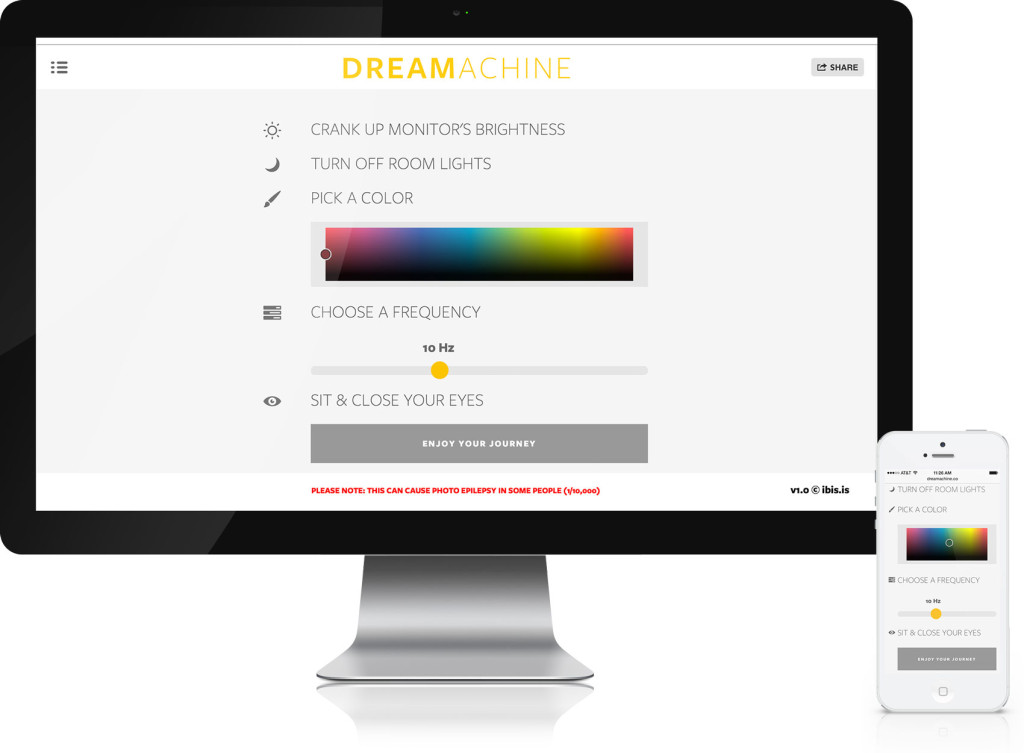 DREAMACHINE
SHARE
CRANK UP MONITOR'S BRIGHTNESS
TURN OFF ROOM LIGHTS
PICK A COLOR
CHOOSE A FREQUENCY
10 Hz
SIT & CLOSE YOUR EYES
ENJOY YOUR JOURNEY
PLEASE NOTE: THIS CAN CAUSE PHOTO EPILEPSY IN SOME PEOPLE (1/10,000)
v1.0 © ibis.is
AT&T 11:26 AM
dreamachine.co
TURN OFF ROOM LIGHTS
PICK A COLOR
CHOOSE A FREQUENCY
10 Hz
SIT & CLOSE YOUR EYES
ENJOY YOUR JOURNEY